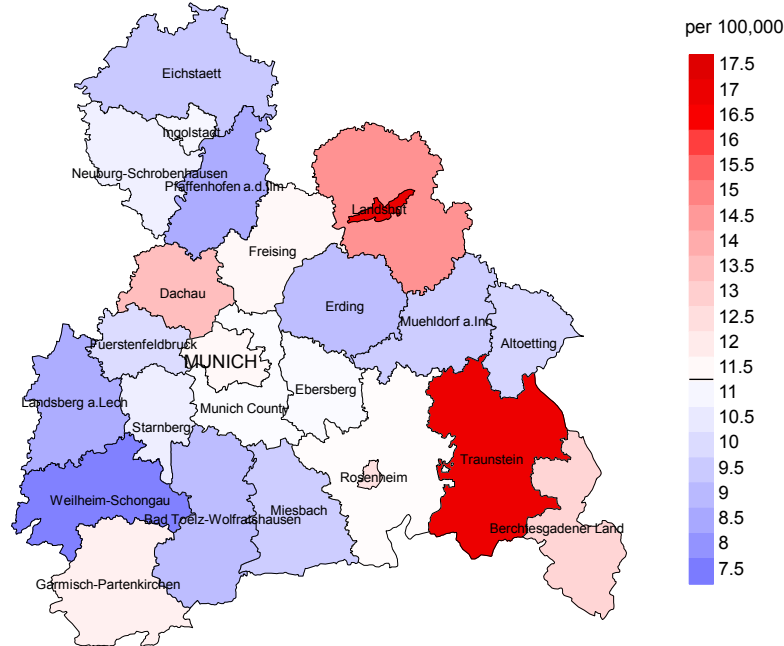 per 100,000
17.5
17
16.5
16
15.5
15
14.5
14
13.5
13
12.5
12
11.5
11
10.5
10
9.5
9
8.5
8
7.5
Eichstaett
Ingolstadt
Neuburg-Schrobenhausen
Pfaffenhofen a.d.Ilm
Landshut
Freising
Dachau
Erding
Muehldorf a.Inn
Altoetting
Fuerstenfeldbruck
MUNICH
Ebersberg
Landsberg a.Lech
Munich County
Starnberg
Traunstein
Rosenheim
Weilheim-Schongau
Bad Toelz-Wolfratshausen
Miesbach
Berchtesgadener Land
Garmisch-Partenkirchen